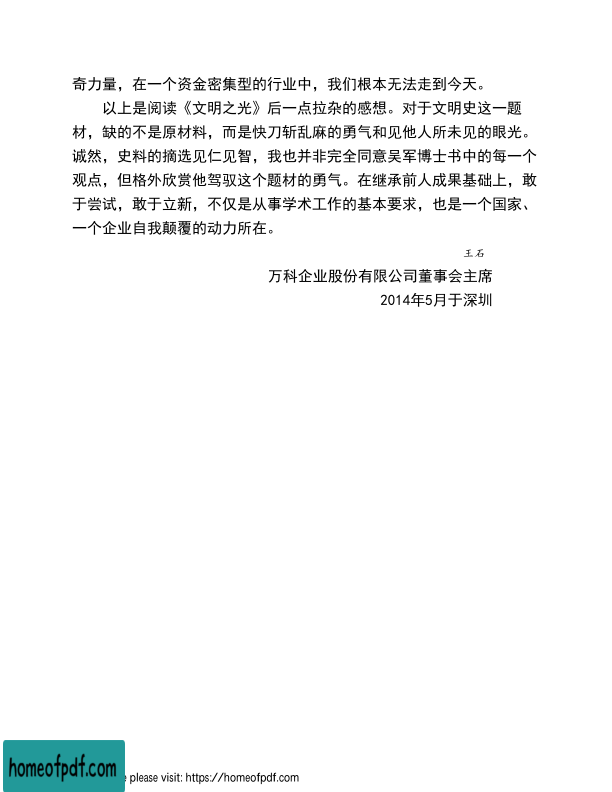 奇力量，在一个资金密集型的行业中，我们根本无法走到今天。
以上是阅读《文明之光》后一点拉杂的感想。对于文明史这一题
材，缺的不是原材料，而是快刀斩乱麻的勇气和见他人所未见的眼光。
诚然，史料的摘选见仁见智，我也并非完全同意吴军博士书中的每一个
观点，但格外欣赏他驾驭这个题材的勇气。在继承前人成果基础上，敢
于尝试，敢于立新，不仅是从事学术工作的基本要求，也是一个国家、
一个企业自我颠覆的动力所在。
王石
万科企业股份有限公司董事会主席
2014年5月于深圳
homeofpdf.com
e please visit: https://homeofpdf.com